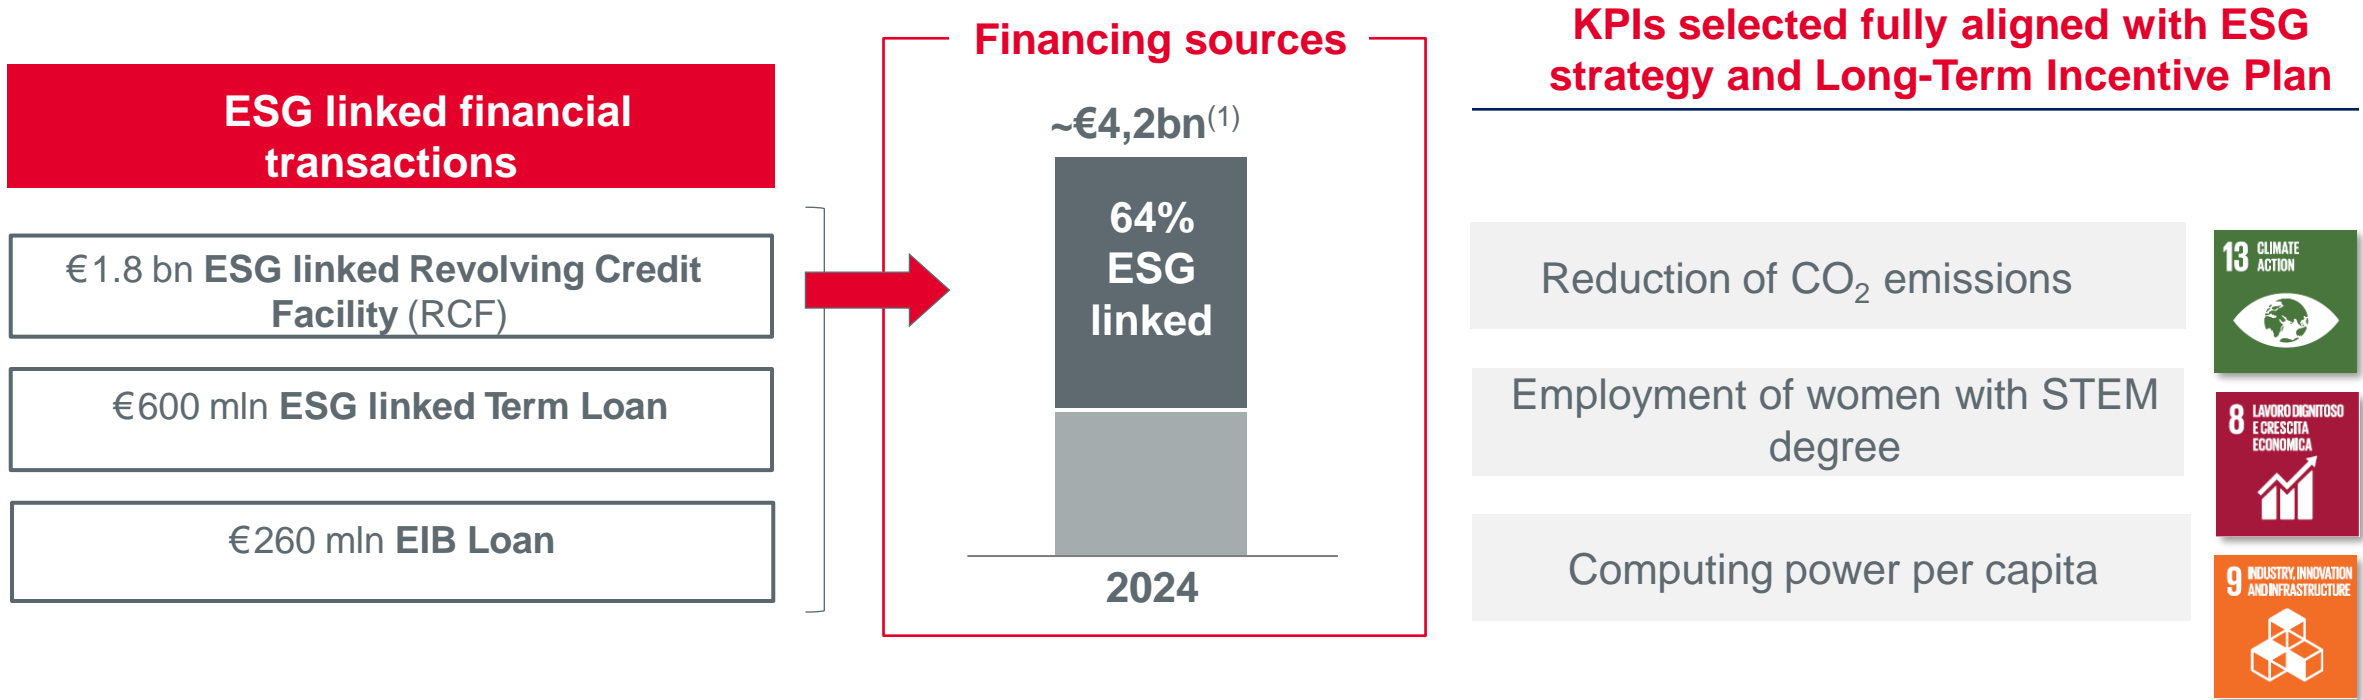 ESG linked financial
transactions
€1.8 bn ESG linked Revolving Credit
Facility (RCF)
€600 mln ESG linked Term Loan
€260 mln EIB Loan
Financing sources
~€4,2bn(1)
64%
ESG
linked
2024
KPIs selected fully aligned with ESG
strategy and Long-Term Incentive Plan
Reduction of CO2 emissions
13 CLIMATE
ACTION
Employment of women with STEM
degree
8 LAVORO DIGNITOSO
E CRESCITA
ECONOMICA
Computing power per capita
9 INDUSTRY, INNOVATION
AND INFRASTRUCTURE